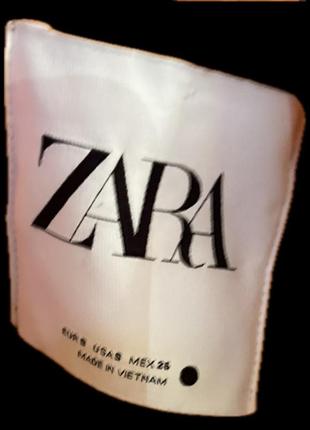 ZARA
EUR S USA S MEX 26
MADE IN VIETNAM